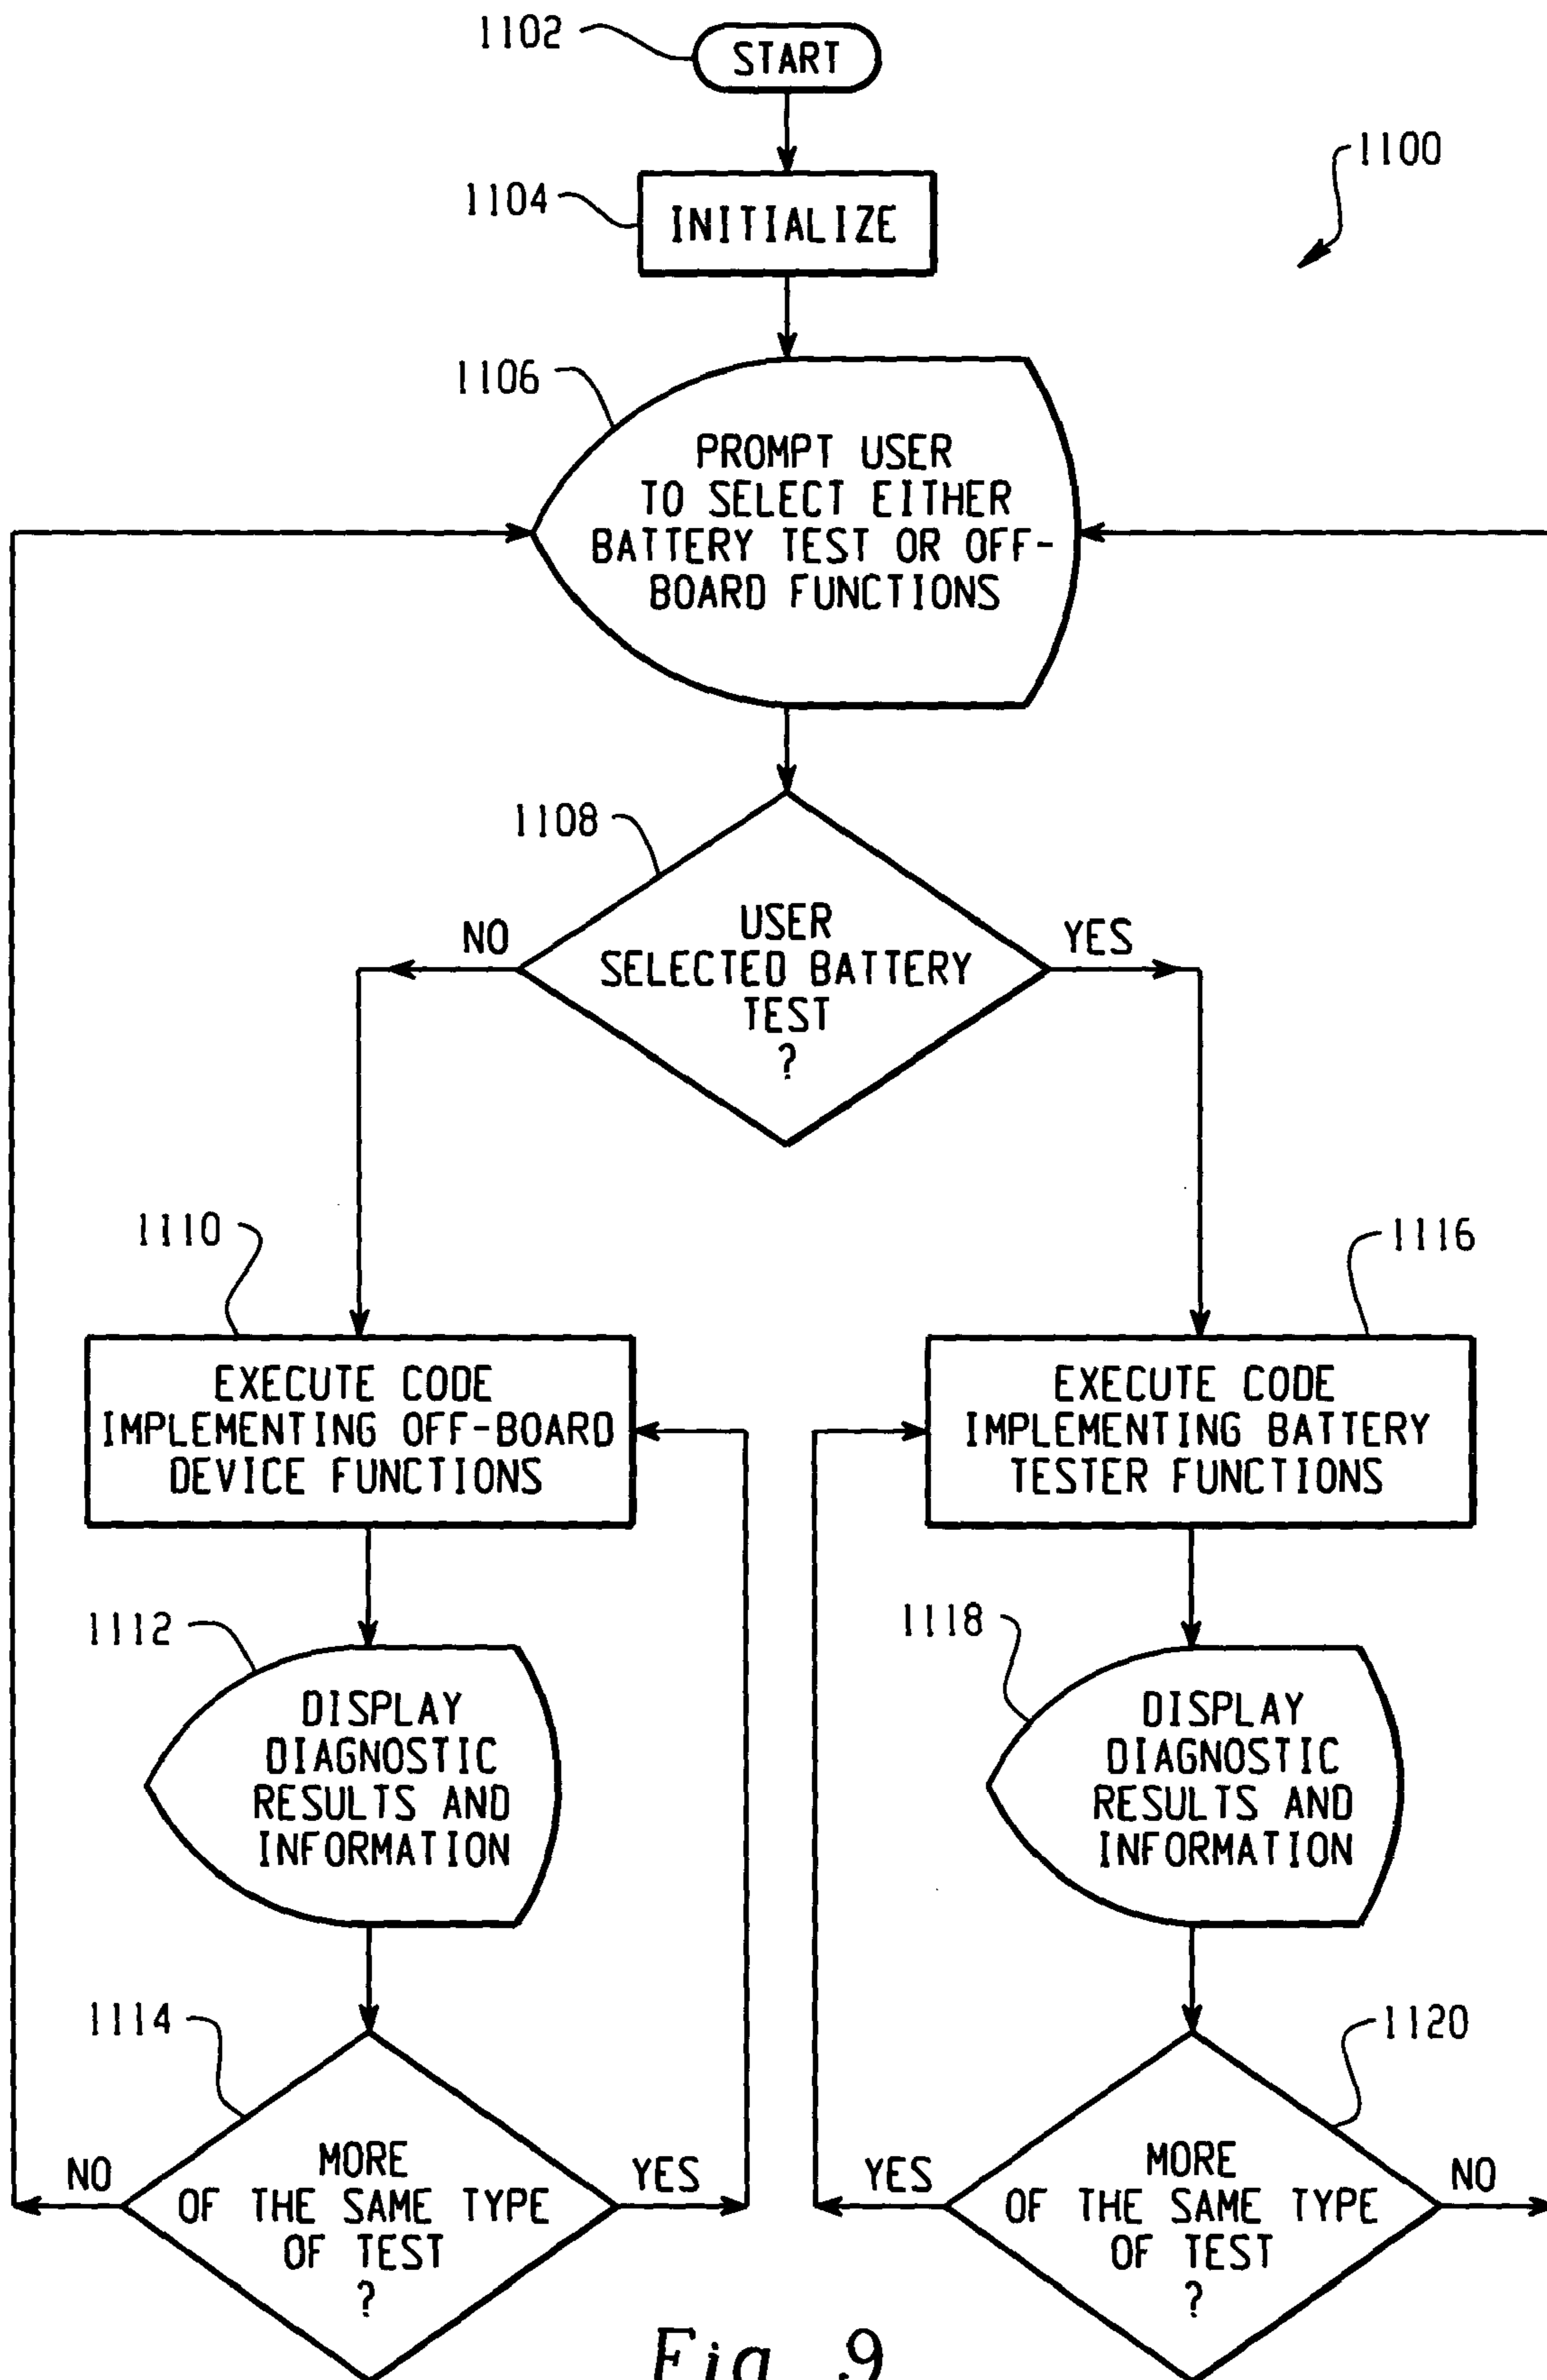 1102
START
1100
1104
INITIALIZE
1106
PROMPT USER
TO SELECT EITHER
BATTERY TEST OR OFF-
BOARD FUNCTIONS
1108
NO
USER
SELECTED BATTERY
TEST
?
YES
1110
EXECUTE CODE
IMPLEMENTING OFF-BOARD
DEVICE FUNCTIONS
1116
EXECUTE CODE
IMPLEMENTING BATTERY
TESTER FUNCTIONS
1112
DISPLAY
DIAGNOSTIC
RESULTS AND
INFORMATION
1118
DISPLAY
DIAGNOSTIC
RESULTS AND
INFORMATION
1114
NO
MORE
OF THE SAME TYPE
OF TEST
?
YES
1120
YES
MORE
OF THE SAME TYPE
OF TEST
?
NO
Fig. 9